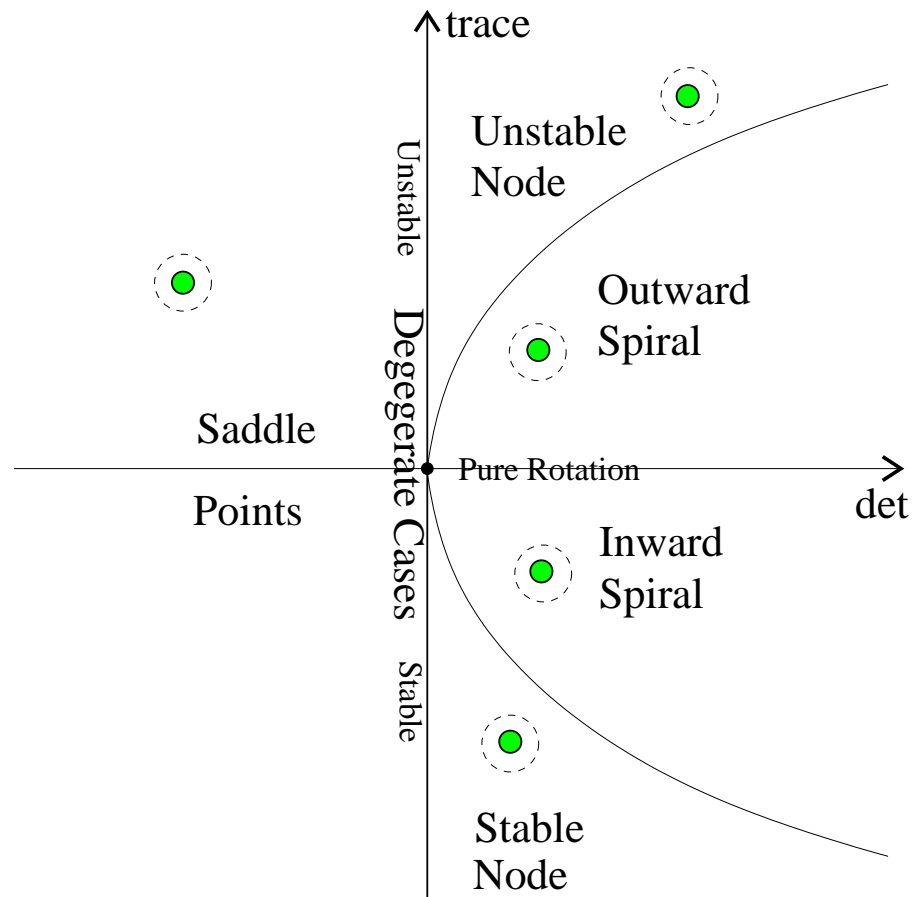 trace
Unstable
Node
Unstable
Outward
Spiral
Degegerate Cases
Saddle
Pure Rotation
det
Points
Inward
Spiral
Stable
Stable
Node